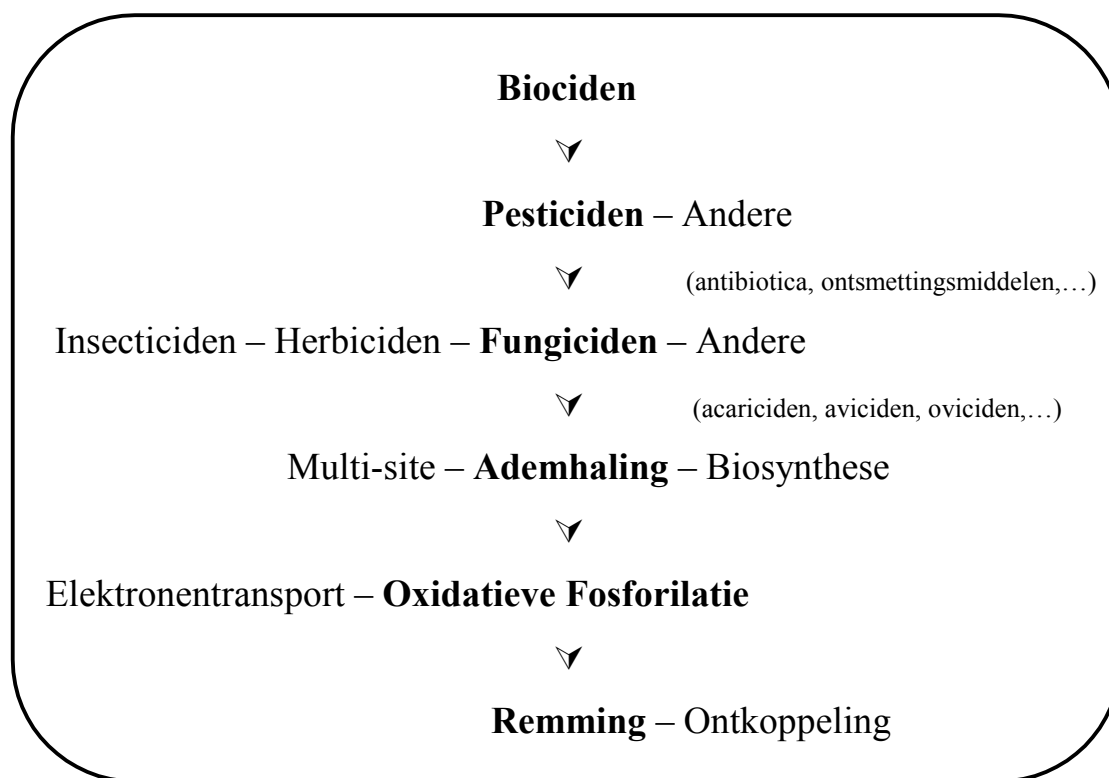 Biociden
Pesticiden – Andere
(antibiotica, ontsmettingsmiddelen,…)
Insecticiden – Herbiciden – Fungiciden – Andere
(acariciden, aviciden, oviciden,…)
Multi-site – Ademhaling – Biosynthese
Elektronentransport – Oxidatieve Fosforilatie
Remming – Ontkoppeling